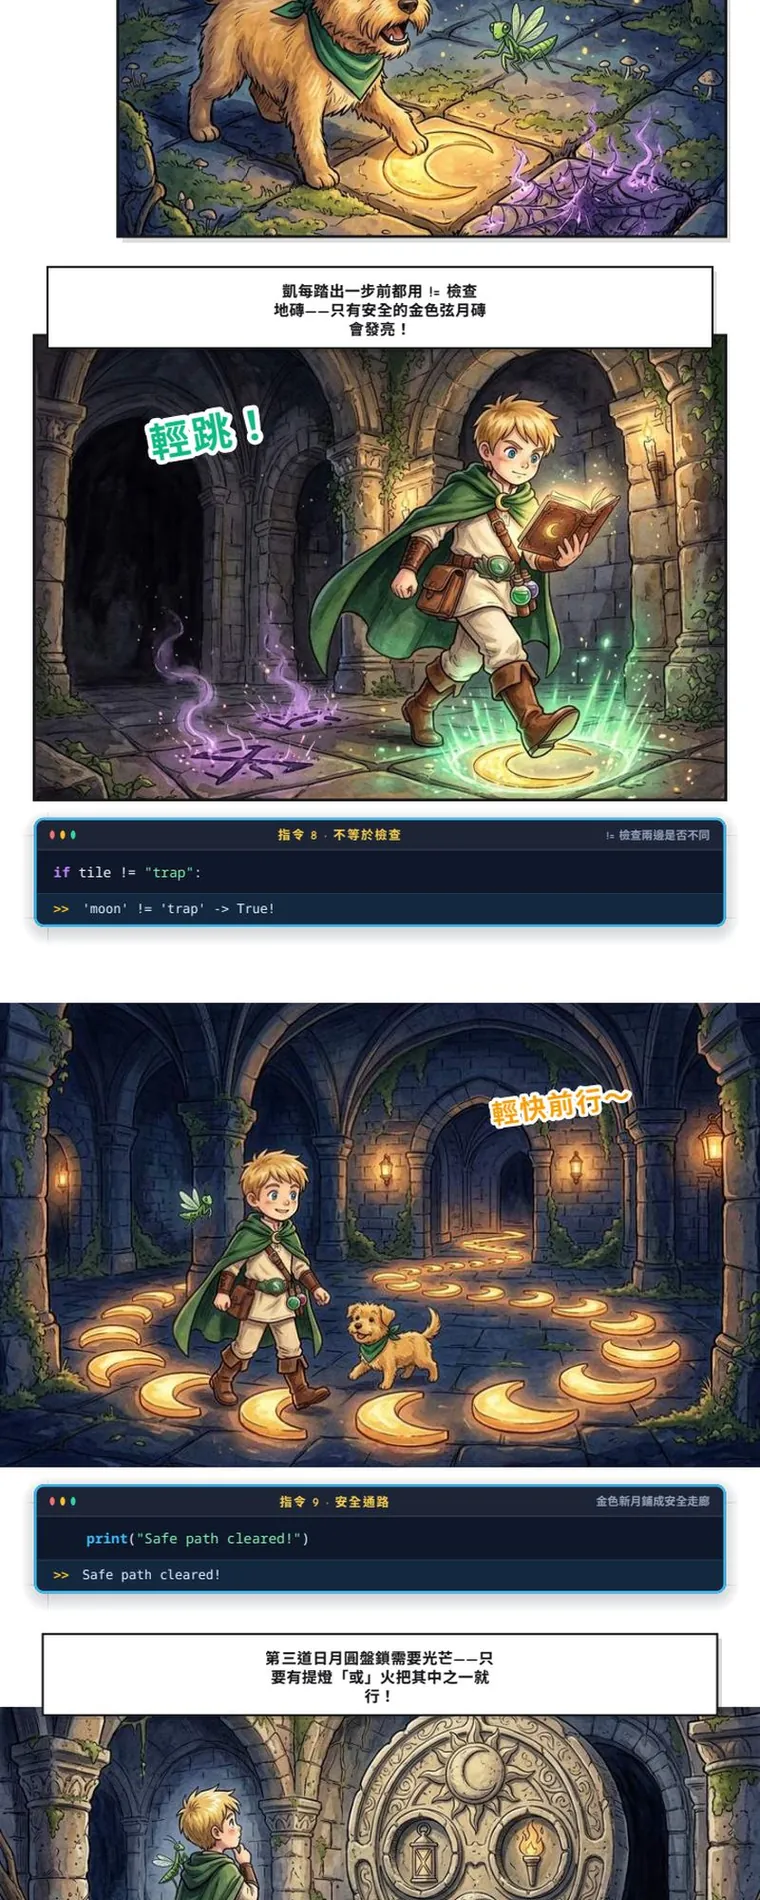 凱每踏出一步前都用 != 檢查
地磚——只有安全的金色弦月磚
會發亮！
輕跳！
指令 8 · 不等於檢查
!= 檢查兩邊是否不同
if tile != "trap":
>> 'moon' != 'trap' -> True!
輕快前行～
指令 9 · 安全通路
金色新月鋪成安全走廊
print("Safe path cleared!")
>> Safe path cleared!
第三道日月圓盤鎖需要光芒——只
要有提燈「或」火把其中之一就
行！